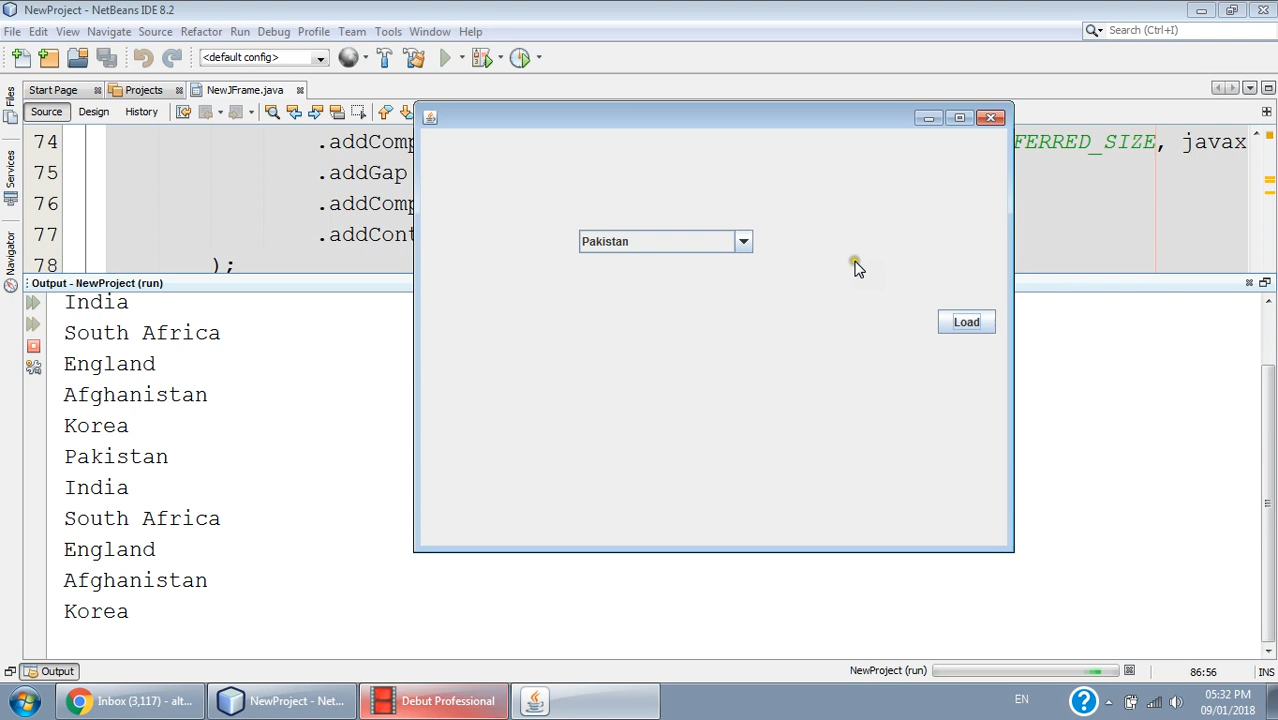 NewProject - NetBeans IDE 8.2
File Edit View Navigate Source Refactor Run Debug Profile Team Tools Window Help
Search (Ctrl+I)
<default config>
Start Page Projects NewJFrame.java
Files
Services
Navigator
Source Design History
74 .addComp FERRED_SIZE, javax
75 .addGap
76 .addComp
77 .addCont
78 );
Pakistan
Load
Output - NewProject (run)
India
South Africa
England
Afghanistan
Korea
Pakistan
India
South Africa
England
Afghanistan
Korea
Output
NewProject (run)
86:56
INS
Inbox (3,117) - alt...
NewProject - Net...
Debut Professional
EN
05:32 PM
09/01/2018